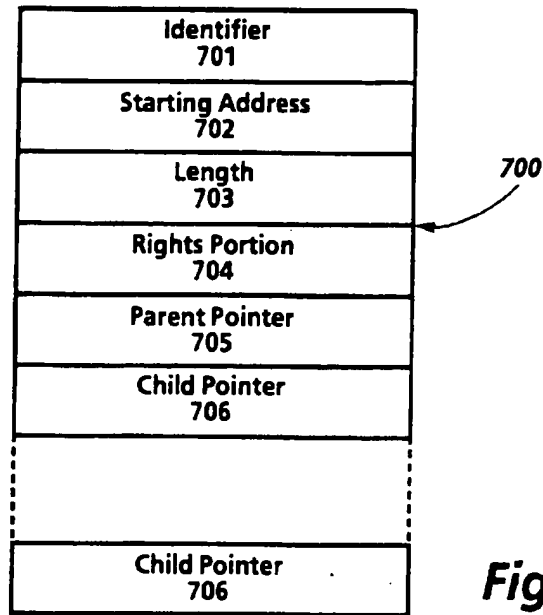 Identifier
701
Starting Address
702
Length
703
700
Rights Portion
704
Parent Pointer
705
Child Pointer
706
Child Pointer
706
Fig